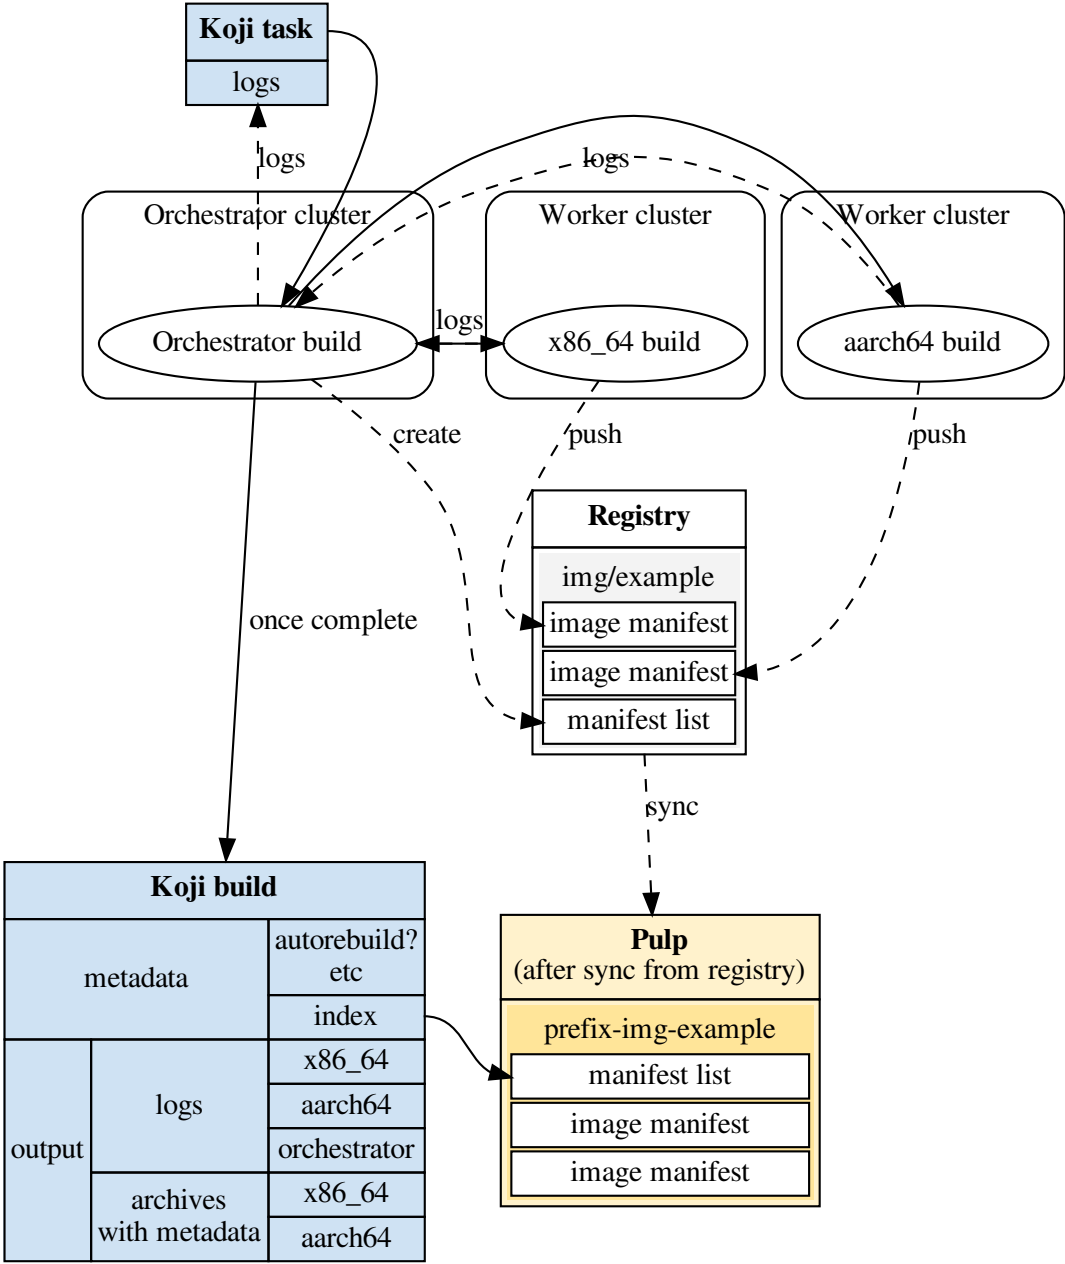 Koji task
logs
logs
logs
Orchestrator cluster
Worker cluster
Worker cluster
logs
Orchestrator build
x86_64 build
aarch64 build
create
push
push
Registry
img/example
image manifest
image manifest
manifest list
once complete
sync
Koji build
metadata
autorebuild?
etc
index
output
logs
x86_64
aarch64
orchestrator
archives
with metadata
x86_64
aarch64
Pulp
(after sync from registry)
prefix-img-example
manifest list
image manifest
image manifest